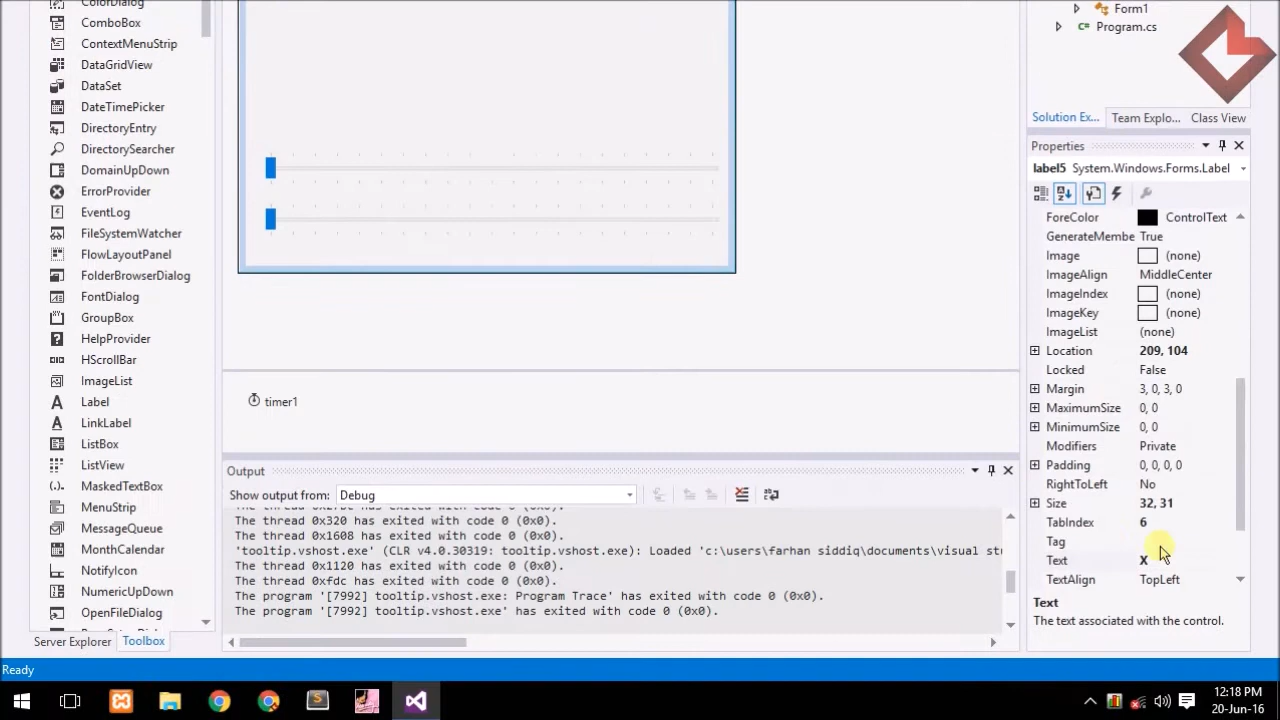 ColorDialog
ComboBox
ContextMenuStrip
DataGridView
DataSet
DateTimePicker
DirectoryEntry
DirectorySearcher
DomainUpDown
ErrorProvider
EventLog
FileSystemWatcher
FlowLayoutPanel
FolderBrowserDialog
FontDialog
GroupBox
HelpProvider
HScrollBar
ImageList
Label
LinkLabel
ListBox
ListView
MaskedTextBox
MenuStrip
MessageQueue
MonthCalendar
NotifyIcon
NumericUpDown
OpenFileDialog
Server Explorer Toolbox
timer1
Output
Show output from: Debug
The thread 0x320 has exited with code 0 (0x0).
The thread 0x1608 has exited with code 0 (0x0).
'tooltip.vshost.exe' (CLR v4.0.30319: tooltip.vshost.exe): Loaded 'c:\users\farhan siddiq\documents\visual stu
The thread 0x1120 has exited with code 0 (0x0).
The thread 0xfdc has exited with code 0 (0x0).
The program '[7992] tooltip.vshost.exe: Program Trace' has exited with code 0 (0x0).
The program '[7992] tooltip.vshost.exe' has exited with code 0 (0x0).
Form1
C# Program.cs
Solution Ex... Team Explo... Class View
Properties
label5 System.Windows.Forms.Label
ForeColor ControlText
GenerateMembe True
Image (none)
ImageAlign MiddleCenter
ImageIndex (none)
ImageKey (none)
ImageList (none)
Location 209, 104
Locked False
Margin 3, 0, 3, 0
MaximumSize 0, 0
MinimumSize 0, 0
Modifiers Private
Padding 0, 0, 0, 0
RightToLeft No
Size 32, 31
TabIndex 6
Tag
Text X
TextAlign TopLeft
Text
The text associated with the control.
Ready
12:18 PM
20-Jun-16